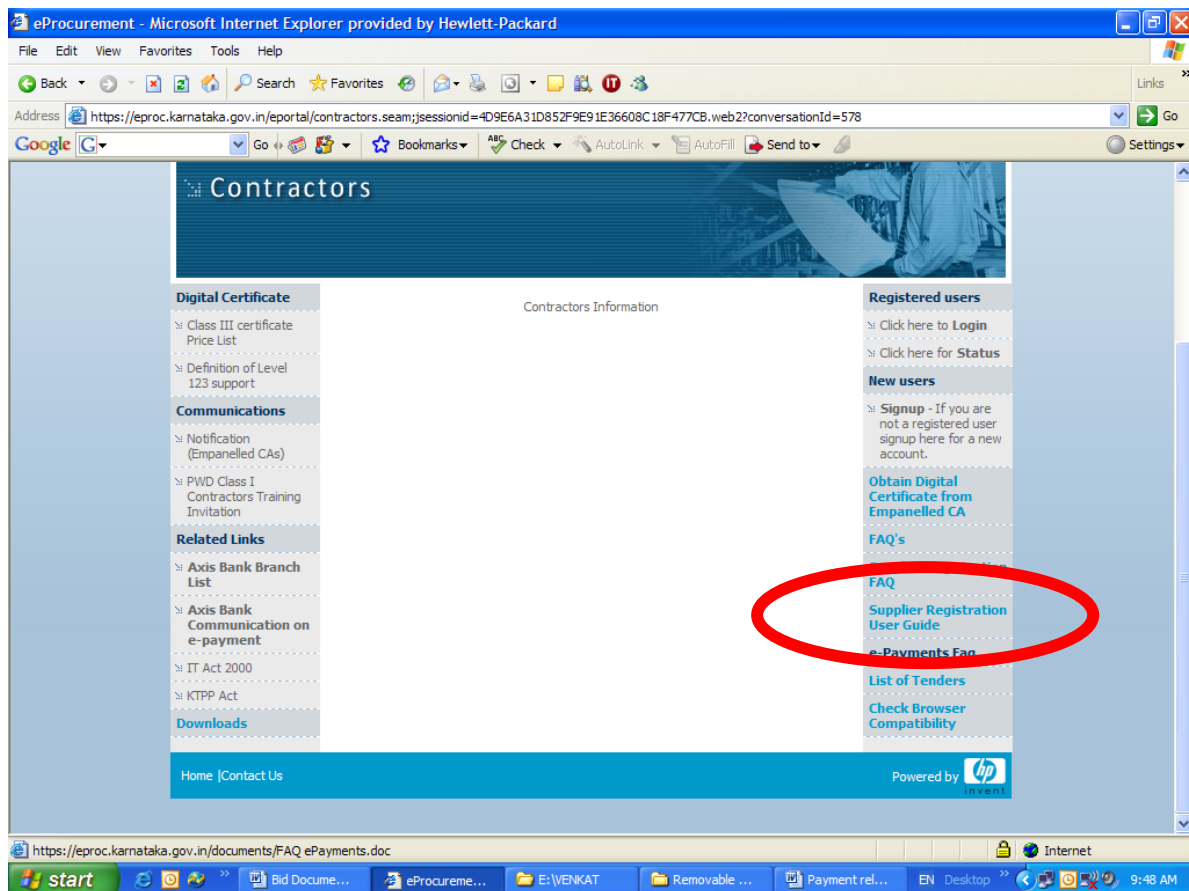 eProcurement - Microsoft Internet Explorer provided by Hewlett-Packard
File Edit View Favorites Tools Help
Back Search Favorites Links
Address https://eproc.karnataka.gov.in/eportal/contractors.seam;jsessionid=4D9E6A31D852F9E91E36608C18F477CB.web2?conversationId=578 Go
Google G Go Bookmarks ABC Check AutoLink AutoFill Send to Settings
Contractors
Digital Certificate
Class III certificate
Price List
Definition of Level
123 support
Communications
Notification
(Empanelled CAs)
PWD Class I
Contractors Training
Invitation
Related Links
Axis Bank Branch
List
Axis Bank
Communication on
e-payment
IT Act 2000
KTPP Act
Downloads
Contractors Information
Registered users
Click here to Login
Click here for Status
New users
Signup - If you are
not a registered user
signup here for a new
account.
Obtain Digital
Certificate from
Empanelled CA
FAQ's
FAQ
Supplier Registration
User Guide
e-Payments Faq
List of Tenders
Check Browser
Compatibility
Home |Contact Us
Powered by hp
invent
https://eproc.karnataka.gov.in/documents/FAQ ePayments.doc Internet
start Bid Docume... eProcureme... E:\VENKAT Removable ... Payment rel... EN Desktop 9:48 AM